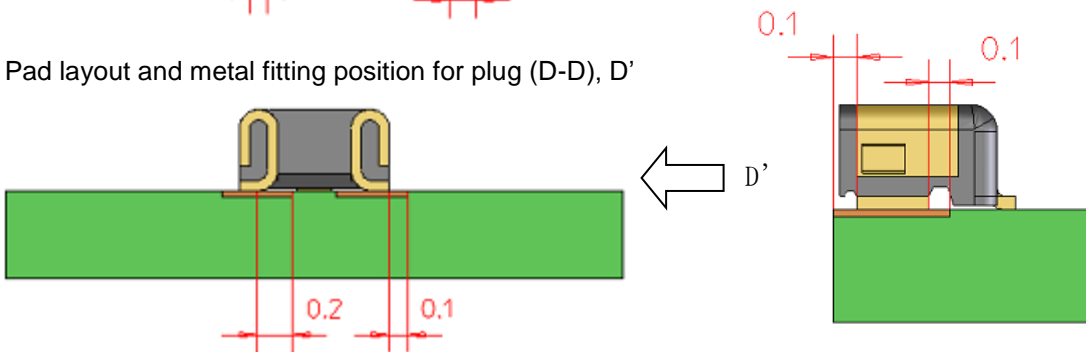 0.1
0.1
Pad layout and metal fitting position for plug (D-D), D’
D’
0.2
0.1